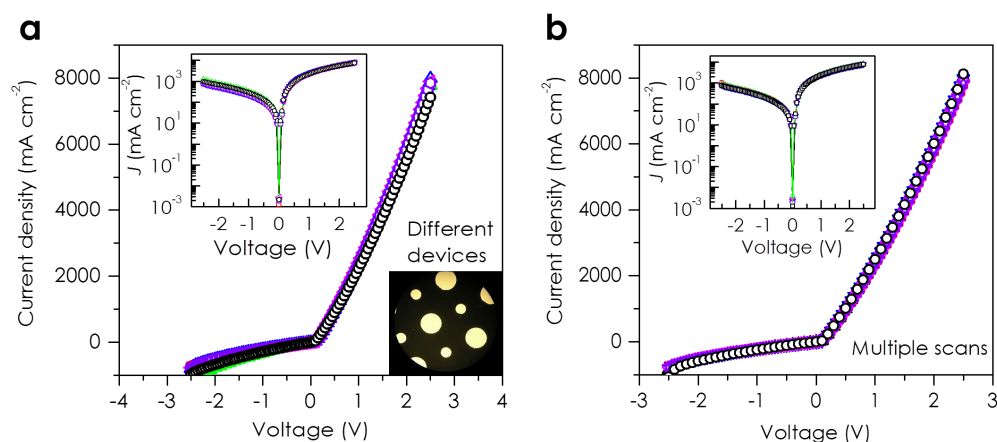 a
Current density (mA cm-2)
8000
6000
4000
2000
0
-4 -3 -2 -1 0 1 2 3 4
Voltage (V)
J (mA cm-2)
10^3
10^1
10^-1
10^-3
-2 -1 0 1 2
Voltage (V)
Different
devices
b
Current density (mA cm-2)
8000
6000
4000
2000
0
-3 -2 -1 0 1 2 3
Voltage (V)
J (mA cm-2)
10^3
10^1
10^-1
10^-3
-2 -1 0 1 2
Voltage (V)
Multiple scans